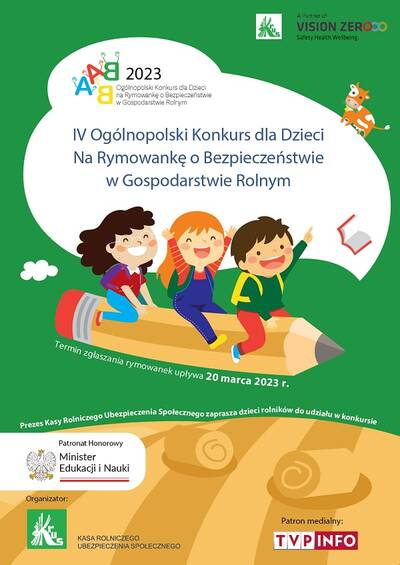 KRUS
A Partner of
VISION ZERO
Safety.Health.Wellbeing.
AABB
2023
Ogólnopolski Konkurs dla Dzieci
na Rymowankę o Bezpieczeństwie
w Gospodarstwie Rolnym
IV Ogólnopolski Konkurs dla Dzieci
Na Rymowankę o Bezpieczeństwie
w Gospodarstwie Rolnym
Termin zgłaszania rymowanek upływa 20 marca 2023 r.
Prezes Kasy Rolniczego Ubezpieczenia Społecznego zaprasza dzieci rolników do udziału w konkursie
Patronat Honorowy
Minister
Edukacji i Nauki
Organizator:
KRUS
KASA ROLNICZEGO
UBEZPIECZENIA SPOŁECZNEGO
Patron medialny:
TVP INFO